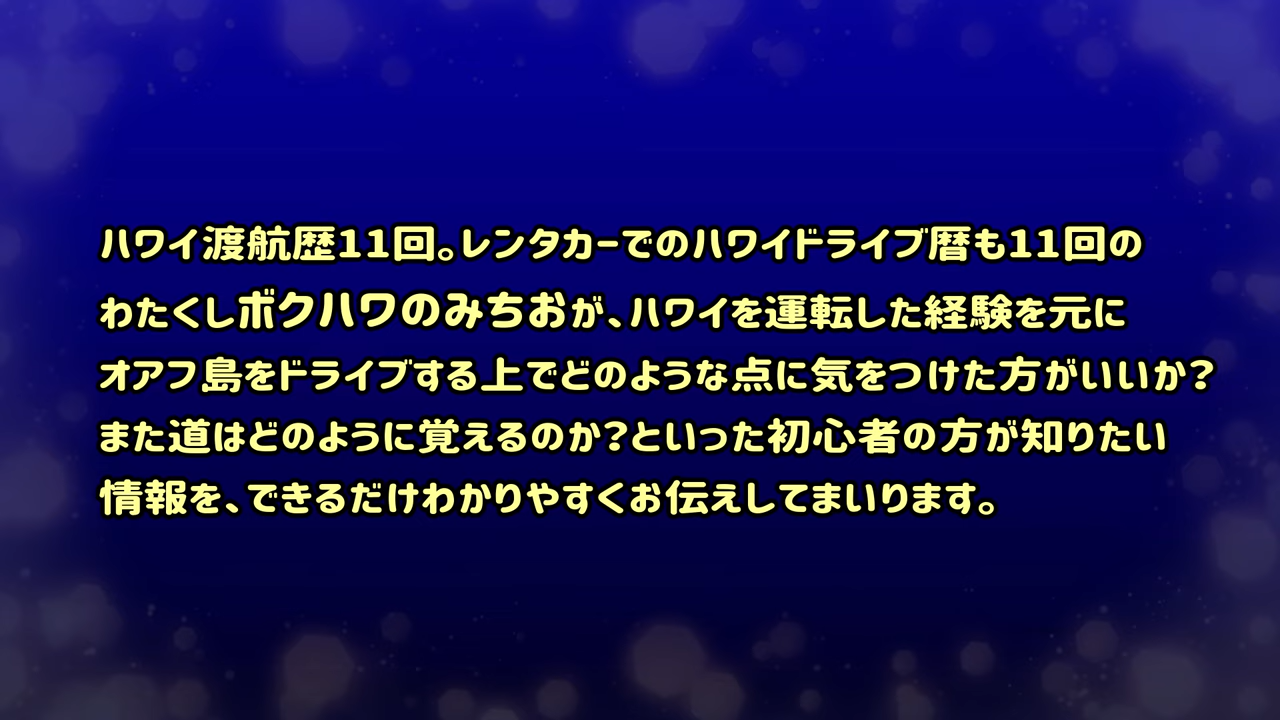 ハワイ渡航歴11回。レンタカーでのハワイドライブ暦も11回の
わたくしボクハワのみちおが、ハワイを運転した経験を元に
オアフ島をドライブする上でどのような点に気をつけた方がいいか?
また道はどのように覚えるのか?といった初心者の方が知りたい
情報を、できるだけわかりやすくお伝えしてまいります。